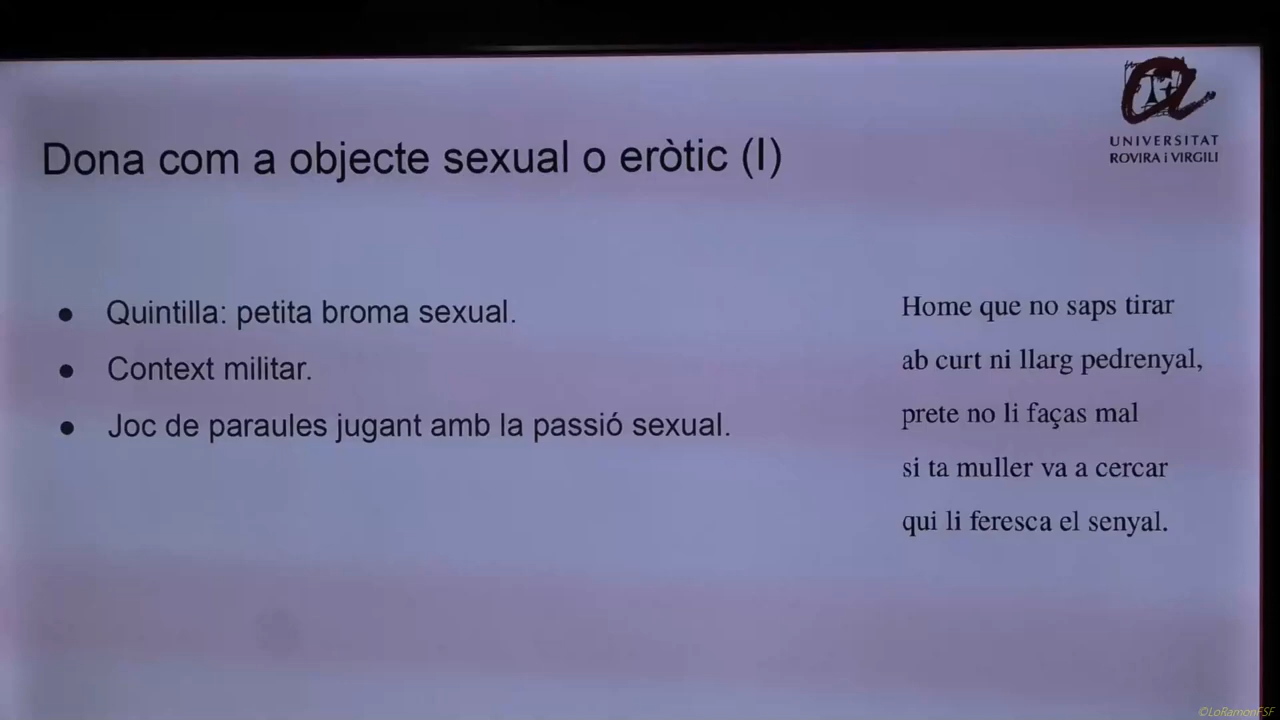 UNIVERSITAT
ROVIRA i VIRGILI
Dona com a objecte sexual o eròtic (I)
● Quintilla: petita broma sexual.
● Context militar.
● Joc de paraules jugant amb la passió sexual.
Home que no saps tirar
ab curt ni llarg pedrenyal,
prete no li faças mal
si ta muller va a cercar
qui li feresca el senyal.
©LoRamonFSF